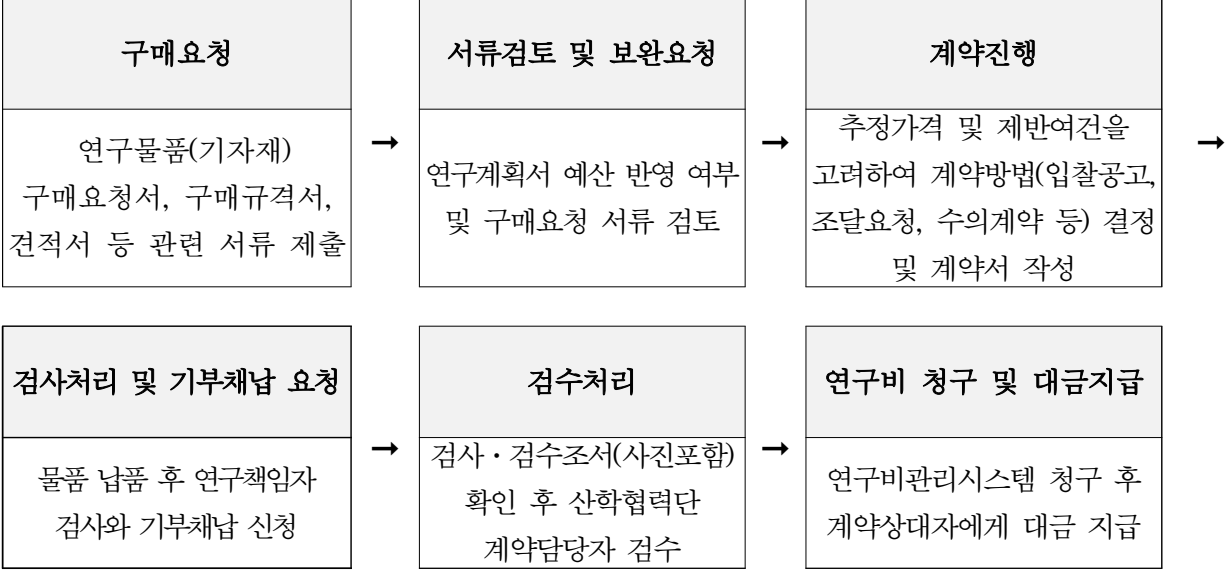 구매요청
연구물품(기자재)
구매요청서, 구매규격서,
견적서 등 관련 서류 제출
→
서류검토 및 보완요청
연구계획서 예산 반영 여부
및 구매요청 서류 검토
→
계약진행
추정가격 및 제반여건을
고려하여 계약방법(입찰공고,
조달요청, 수의계약 등) 결정
및 계약서 작성
→
검사처리 및 기부채납 요청
물품 납품 후 연구책임자
검사와 기부채납 신청
→
검수처리
검사・검수조서(사진포함)
확인 후 산학협력단
계약담당자 검수
→
연구비 청구 및 대금지급
연구비관리시스템 청구 후
계약상대자에게 대금 지급